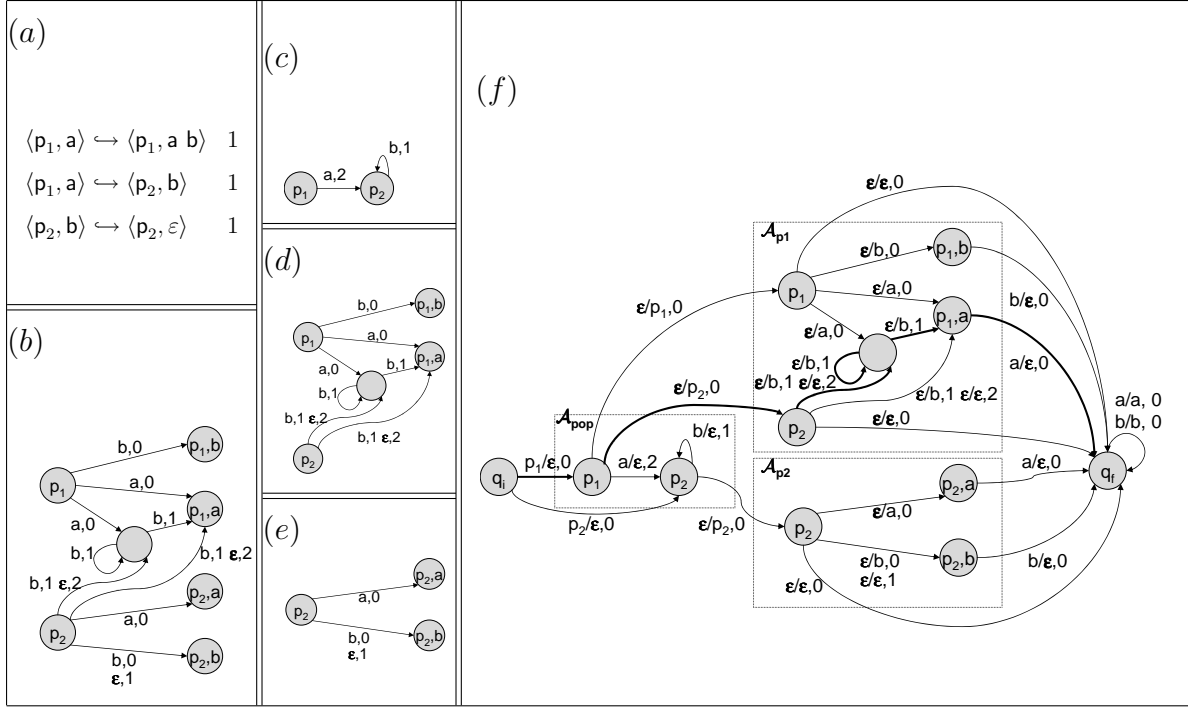 (a)
⟨p₁, a⟩ ↪ ⟨p₁, a b⟩ 1
⟨p₁, a⟩ ↪ ⟨p₂, b⟩ 1
⟨p₂, b⟩ ↪ ⟨p₂, ε⟩ 1
(b)
b,0
p₁,b
p₁
a,0
p₁,a
a,0
b,1
b,1
b,1 ε,2
b,1 ε,2
p₂,a
p₂
a,0
b,0
p₂,b
ε,1
(c)
b,1
a,2
p₁
p₂
(d)
b,0
p₁,b
p₁
a,0
p₁,a
a,0
b,1
b,1
b,1 ε,2
b,1 ε,2
p₂
(e)
p₂,a
a,0
p₂
b,0
p₂,b
ε,1
(f)
ε/ε,0
𝒜p1
ε/b,0
p₁,b
p₁
ε/a,0
b/ε,0
ε/p₁,0
p₁,a
ε/a,0
ε/b,1
ε/b,1
a/ε,0
ε/b,1 ε/ε,2
ε/b,1 ε/ε,2
ε/p₂,0
a/a, 0
b/b, 0
p₂
ε/ε,0
𝒜pop
b/ε,1
𝒜p2
qᵢ
p₁/ε,0
p₁
a/ε,2
p₂
p₂,a
a/ε,0
q_f
p₂/ε,0
ε/p₂,0
p₂
ε/a,0
ε/b,0
p₂,b
b/ε,0
ε/ε,0
ε/ε,1